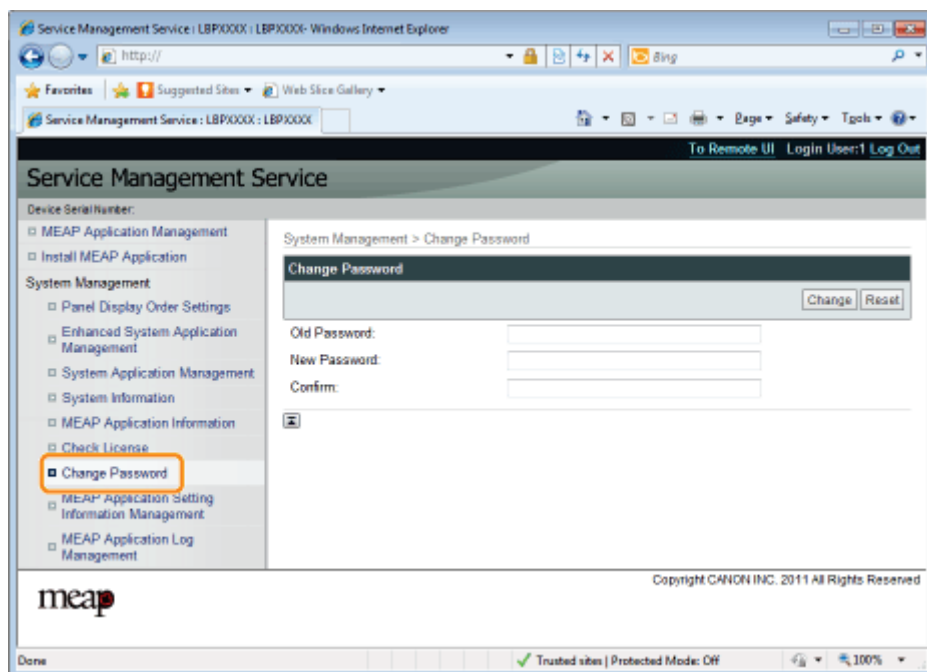 Service Management Service : LBPXXXX : LBPXXXX- Windows Internet Explorer
http://
Bing
Favorites Suggested Sites Web Slice Gallery
Service Management Service : LBPXXXX : LBPXXXX
Page Safety Tools
To Remote UI Login User:1 Log Out
Service Management Service
Device Serial Number:
MEAP Application Management
Install MEAP Application
System Management
Panel Display Order Settings
Enhanced System Application
Management
System Application Management
System Information
MEAP Application Information
Check License
Change Password
MEAP Application Setting
Information Management
MEAP Application Log
Management
System Management > Change Password
Change Password
Change Reset
Old Password:
New Password:
Confirm:
Copyright CANON INC. 2011 All Rights Reserved
meap
Done Trusted sites | Protected Mode: Off 100%